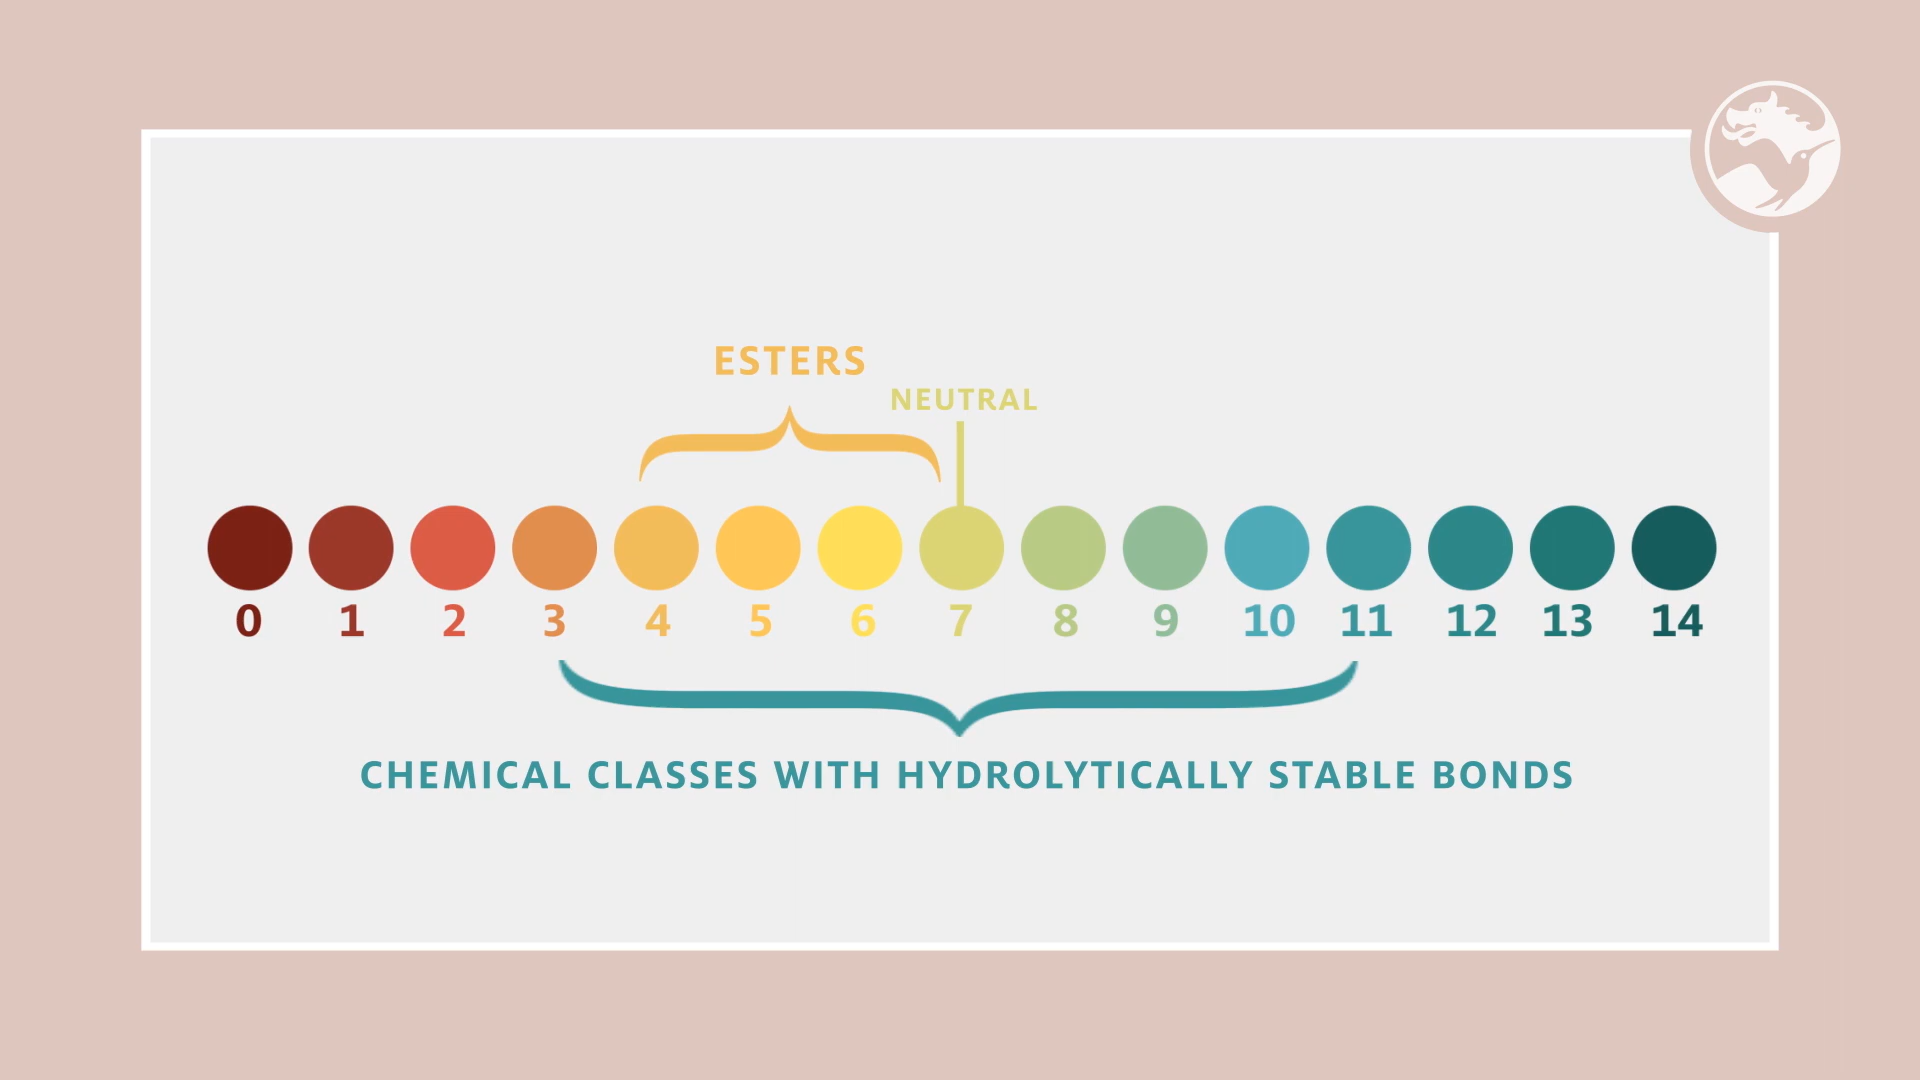 ESTERS
NEUTRAL
0 1 2 3 4 5 6 7 8 9 10 11 12 13 14
CHEMICAL CLASSES WITH HYDROLYTICALLY STABLE BONDS